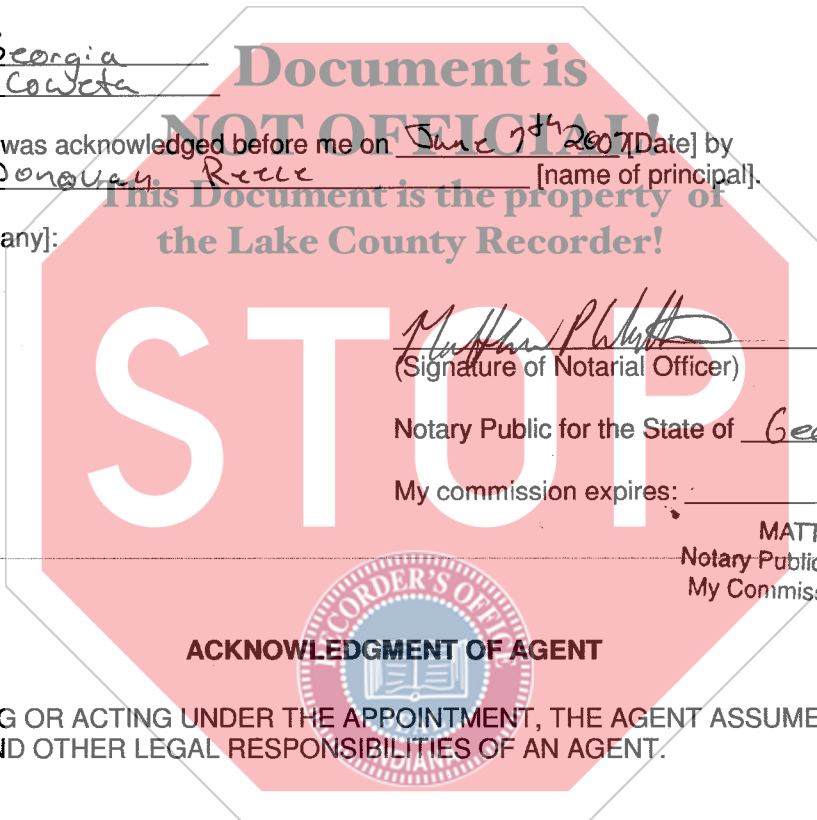 Georgia
Coweta
Document is
NOT OFFICIAL!
was acknowledged before me on June 7th 2007 [Date] by
Donovan Reece [name of principal].
This Document is the property of
the Lake County Recorder!
any]:
STOP
(Signature of Notarial Officer)
Notary Public for the State of Geo
My commission expires:
MATT
Notary Public
My Commiss
RECORDER'S OFFICE
INDIANA
ACKNOWLEDGMENT OF AGENT
G OR ACTING UNDER THE APPOINTMENT, THE AGENT ASSUME
ND OTHER LEGAL RESPONSIBILITIES OF AN AGENT.